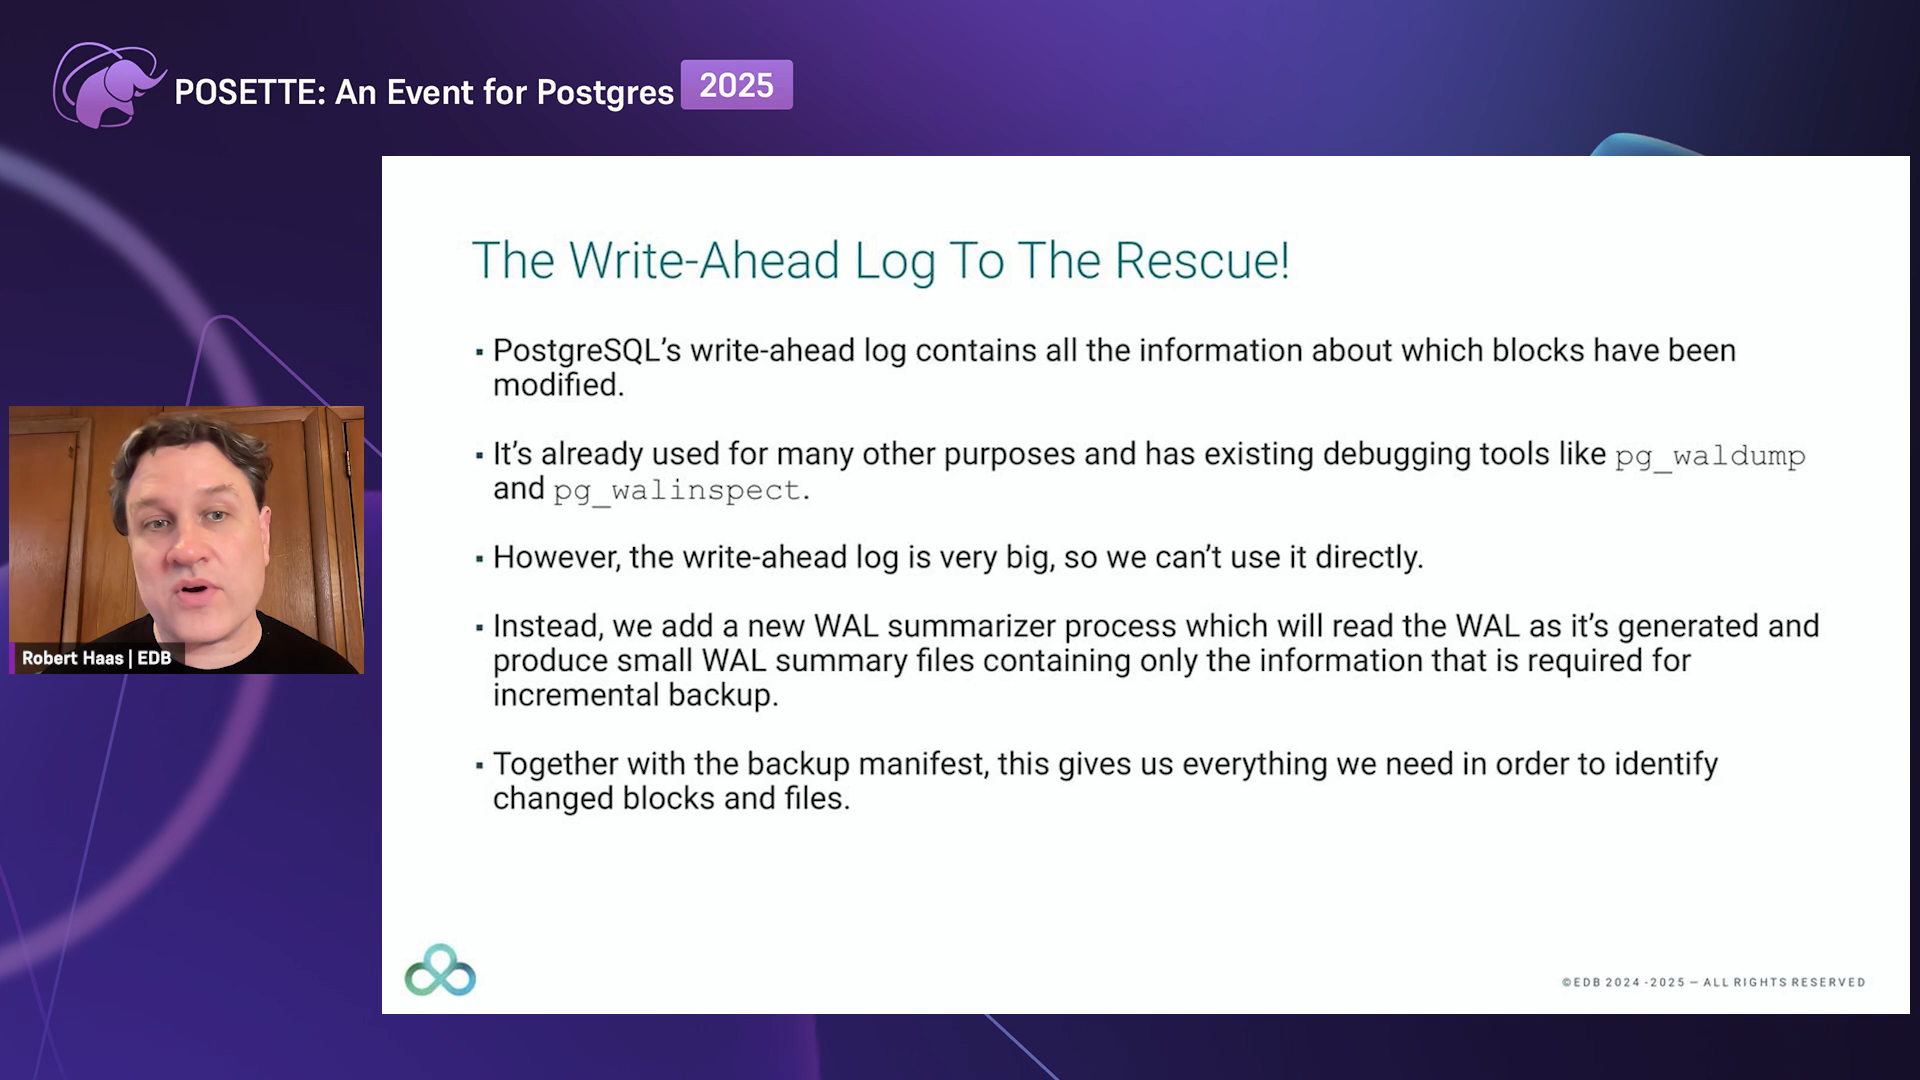 POSETTE: An Event for Postgres 2025
The Write-Ahead Log To The Rescue!
▪ PostgreSQL’s write-ahead log contains all the information about which blocks have been
modified.
▪ It’s already used for many other purposes and has existing debugging tools like pg_waldump
and pg_walinspect.
▪ However, the write-ahead log is very big, so we can’t use it directly.
▪ Instead, we add a new WAL summarizer process which will read the WAL as it’s generated and
produce small WAL summary files containing only the information that is required for
incremental backup.
▪ Together with the backup manifest, this gives us everything we need in order to identify
changed blocks and files.
Robert Haas | EDB
©EDB 2024 -2025 — ALL RIGHTS RESERVED